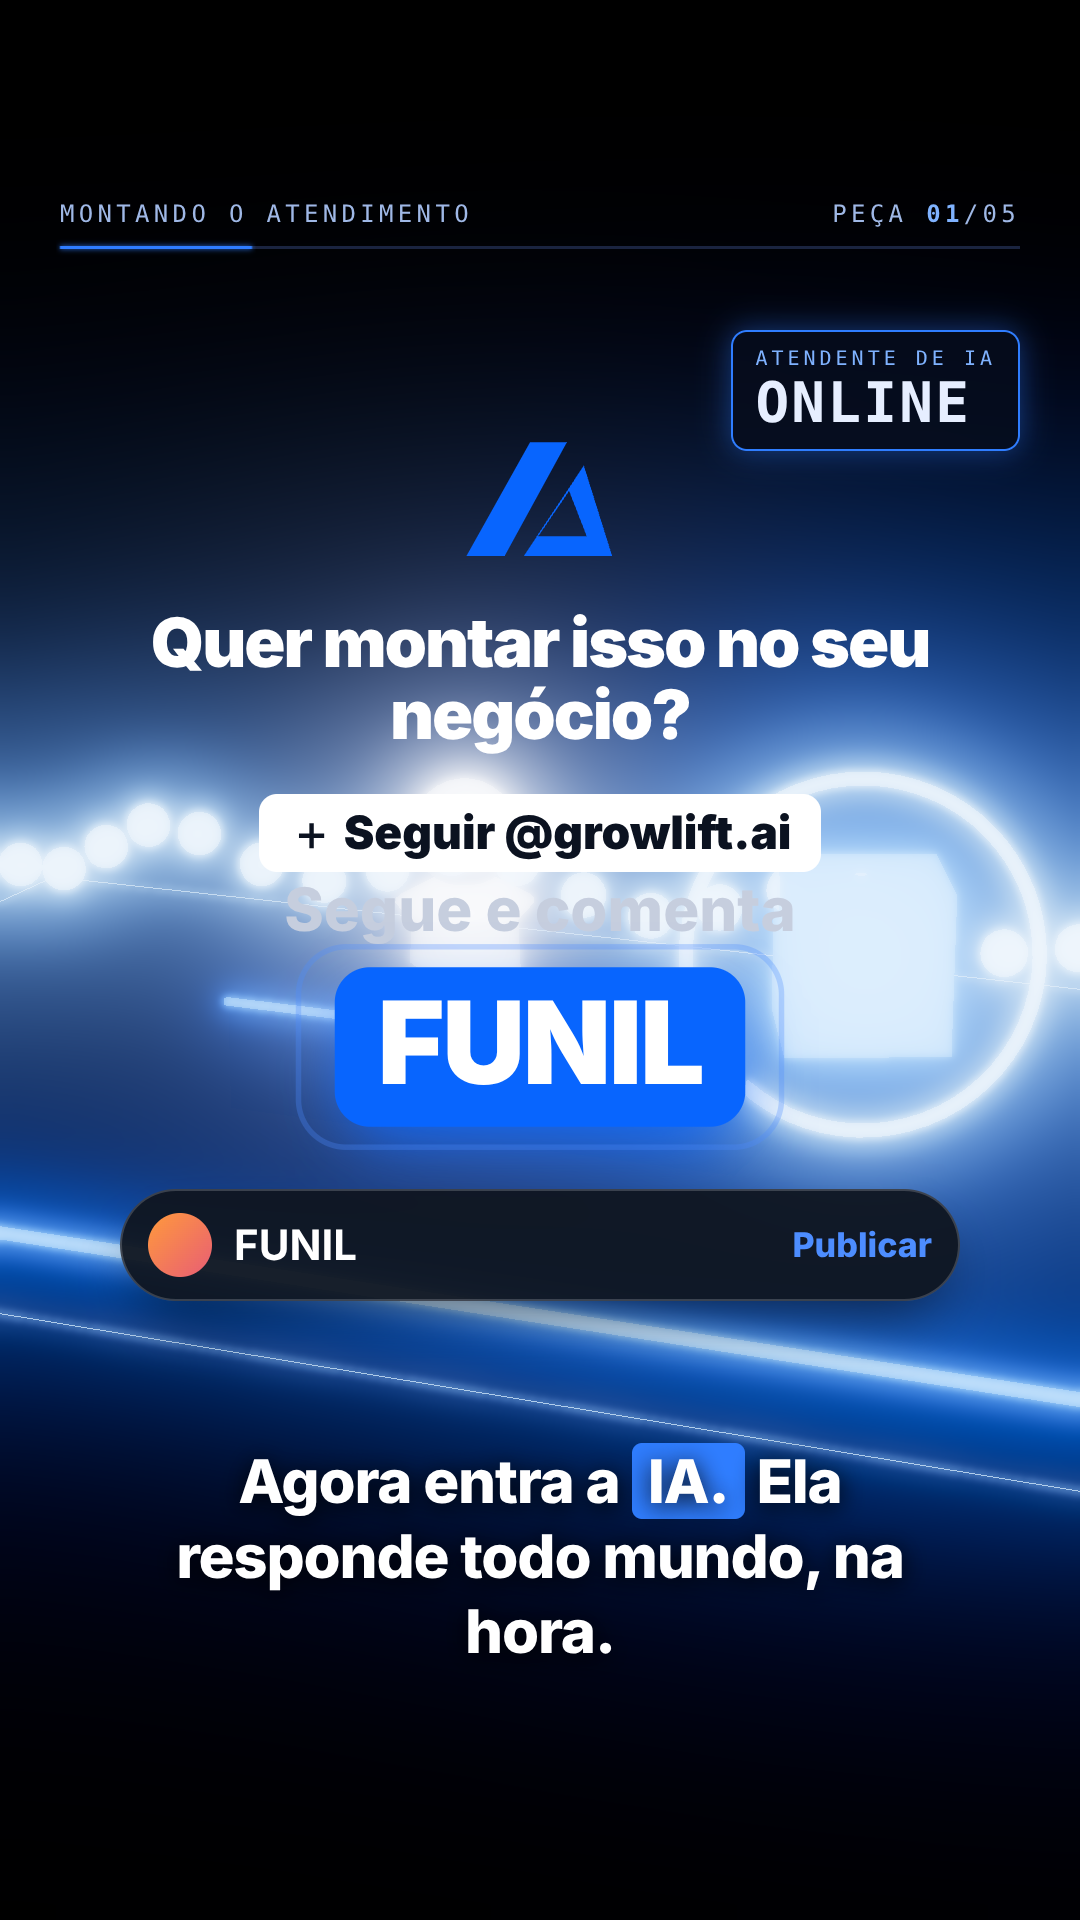 MONTANDO O ATENDIMENTO
PEÇA 01/05
ATENDENTE DE IA
ONLINE
Quer montar isso no seu
negócio?
+ Seguir @growlift.ai
Segue e comenta
FUNIL
FUNIL
Publicar
Agora entra a IA. Ela
responde todo mundo, na
hora.